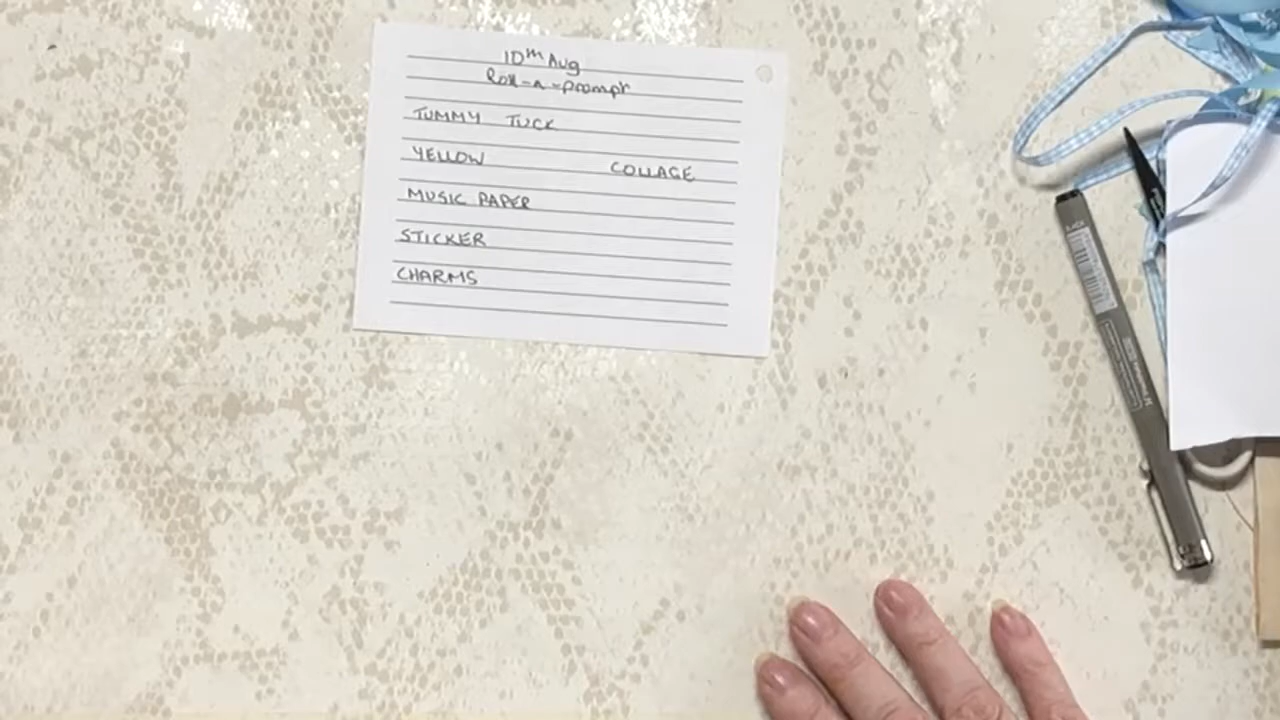 10th Aug
Roll-a-prompt
TUMMY TUCK
YELLOW COLLAGE
MUSIC PAPER
STICKER
CHARMS